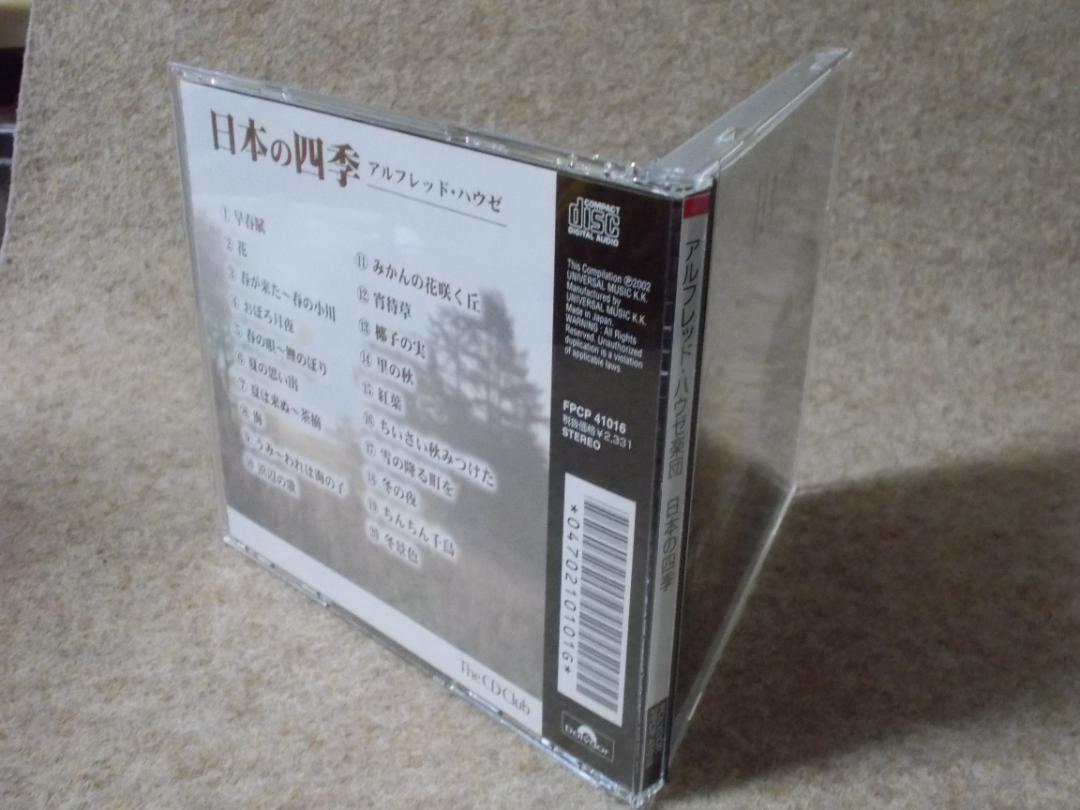 日本の四季 アルフレッド・ハウゼ
① 早春賦
② 花
③ 春が来た〜春の小川
④ おぼろ月夜
⑤ 春の唄〜鯉のぼり
⑥ 夏の思い出
⑦ 夏は来ぬ〜茶摘
⑧ 海
⑨ うみ〜われは海の子
⑩ 浜辺の歌
⑪ みかんの花咲く丘
⑫ 宵待草
⑬ 椰子の実
⑭ 里の秋
⑮ 紅葉
⑯ ちいさい秋みつけた
⑰ 雪の降る町を
⑱ 冬の夜
⑲ ちんちん千鳥
⑳ 冬景色
The CD Club
COMPACT
disc
DIGITAL AUDIO
This Compilation ℗2002
UNIVERSAL MUSIC K.K.
Manufactured by
UNIVERSAL MUSIC K.K.
Made in Japan.
WARNING : All Rights
Reserved. Unauthorized
duplication is a violation
of applicable laws.
FPCP 41016
税抜価格￥2,331
STEREO
*04702101016*
Polydor
アルフレッド・ハウゼ楽団 日本の四季